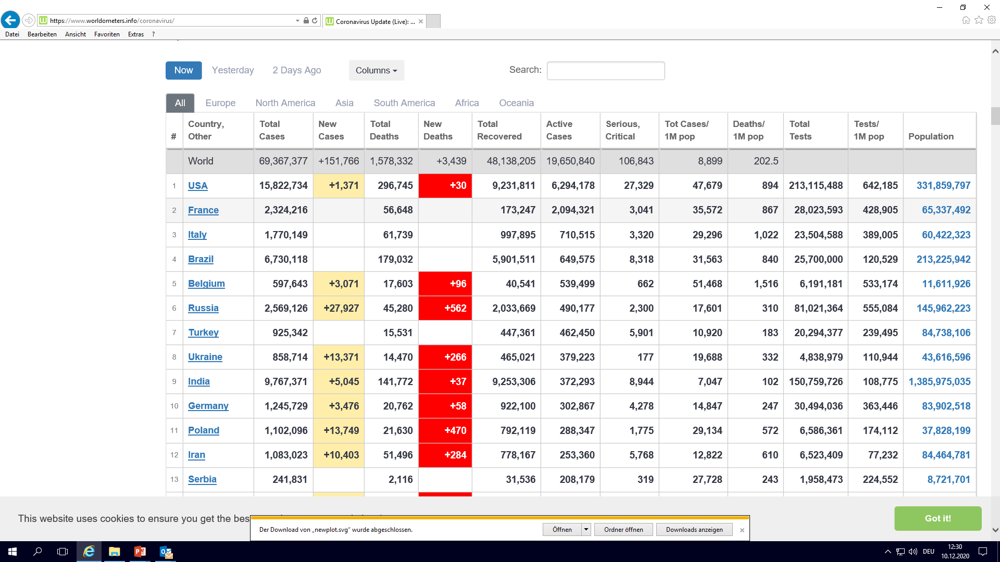 https://www.worldometers.info/coronavirus/
Coronavirus Update (Live): ...
Datei Bearbeiten Ansicht Favoriten Extras ?
Now Yesterday 2 Days Ago Columns Search:
All Europe North America Asia South America Africa Oceania
# Country, Other Total Cases New Cases Total Deaths New Deaths Total Recovered Active Cases Serious, Critical Tot Cases/ 1M pop Deaths/ 1M pop Total Tests Tests/ 1M pop Population
World 69,367,377 +151,766 1,578,332 +3,439 48,138,205 19,650,840 106,843 8,899 202.5
1 USA 15,822,734 +1,371 296,745 +30 9,231,811 6,294,178 27,329 47,679 894 213,115,488 642,185 331,859,797
2 France 2,324,216 56,648 173,247 2,094,321 3,041 35,572 867 28,023,593 428,905 65,337,492
3 Italy 1,770,149 61,739 997,895 710,515 3,320 29,296 1,022 23,504,588 389,005 60,422,323
4 Brazil 6,730,118 179,032 5,901,511 649,575 8,318 31,563 840 25,700,000 120,529 213,225,942
5 Belgium 597,643 +3,071 17,603 +96 40,541 539,499 662 51,468 1,516 6,191,181 533,174 11,611,926
6 Russia 2,569,126 +27,927 45,280 +562 2,033,669 490,177 2,300 17,601 310 81,021,364 555,084 145,962,223
7 Turkey 925,342 15,531 447,361 462,450 5,901 10,920 183 20,294,377 239,495 84,738,106
8 Ukraine 858,714 +13,371 14,470 +266 465,021 379,223 177 19,688 332 4,838,979 110,944 43,616,596
9 India 9,767,371 +5,045 141,772 +37 9,253,306 372,293 8,944 7,047 102 150,759,726 108,775 1,385,975,035
10 Germany 1,245,729 +3,476 20,762 +58 922,100 302,867 4,278 14,847 247 30,494,036 363,446 83,902,518
11 Poland 1,102,096 +13,749 21,630 +470 792,119 288,347 1,775 29,134 572 6,586,361 174,112 37,828,199
12 Iran 1,083,023 +10,403 51,496 +284 778,167 253,360 5,768 12,822 610 6,523,409 77,232 84,464,781
13 Serbia 241,831 2,116 31,536 208,179 319 27,728 243 1,958,473 224,552 8,721,701
This website uses cookies to ensure you get the bes Got it!
Der Download von „newplot.svg“ wurde abgeschlossen. Öffnen Ordner öffnen Downloads anzeigen
DEU 12:30
10.12.2020